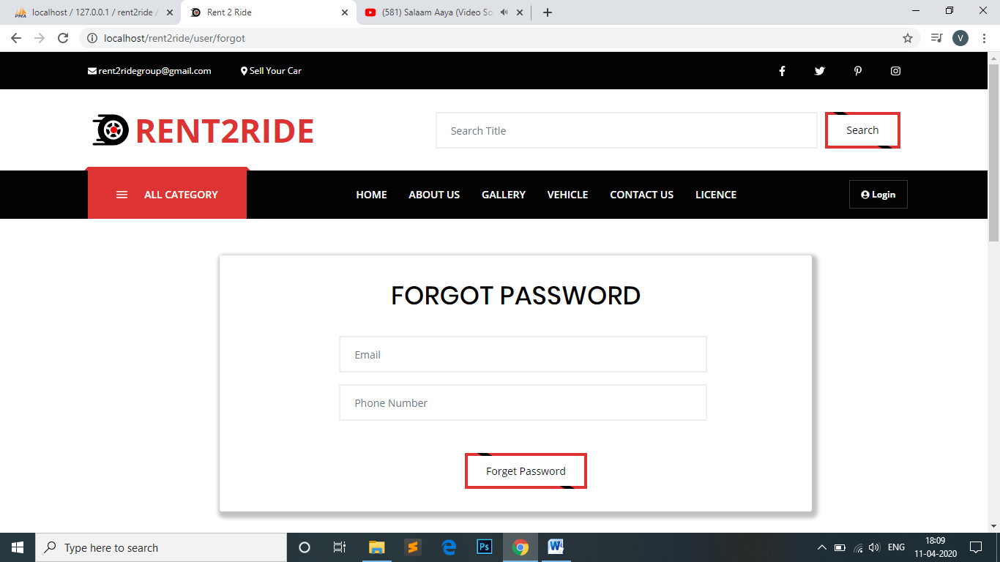 localhost / 127.0.0.1 / rent2ride /
Rent 2 Ride
(581) Salaam Aaya (Video So
V
localhost/rent2ride/user/forgot
rent2ridegroup@gmail.com
Sell Your Car
RENT2RIDE
Search Title
Search
ALL CATEGORY
HOME
ABOUT US
GALLERY
VEHICLE
CONTACT US
LICENCE
Login
FORGOT PASSWORD
Email
Phone Number
Forget Password
Type here to search
ENG
18:09
11-04-2020